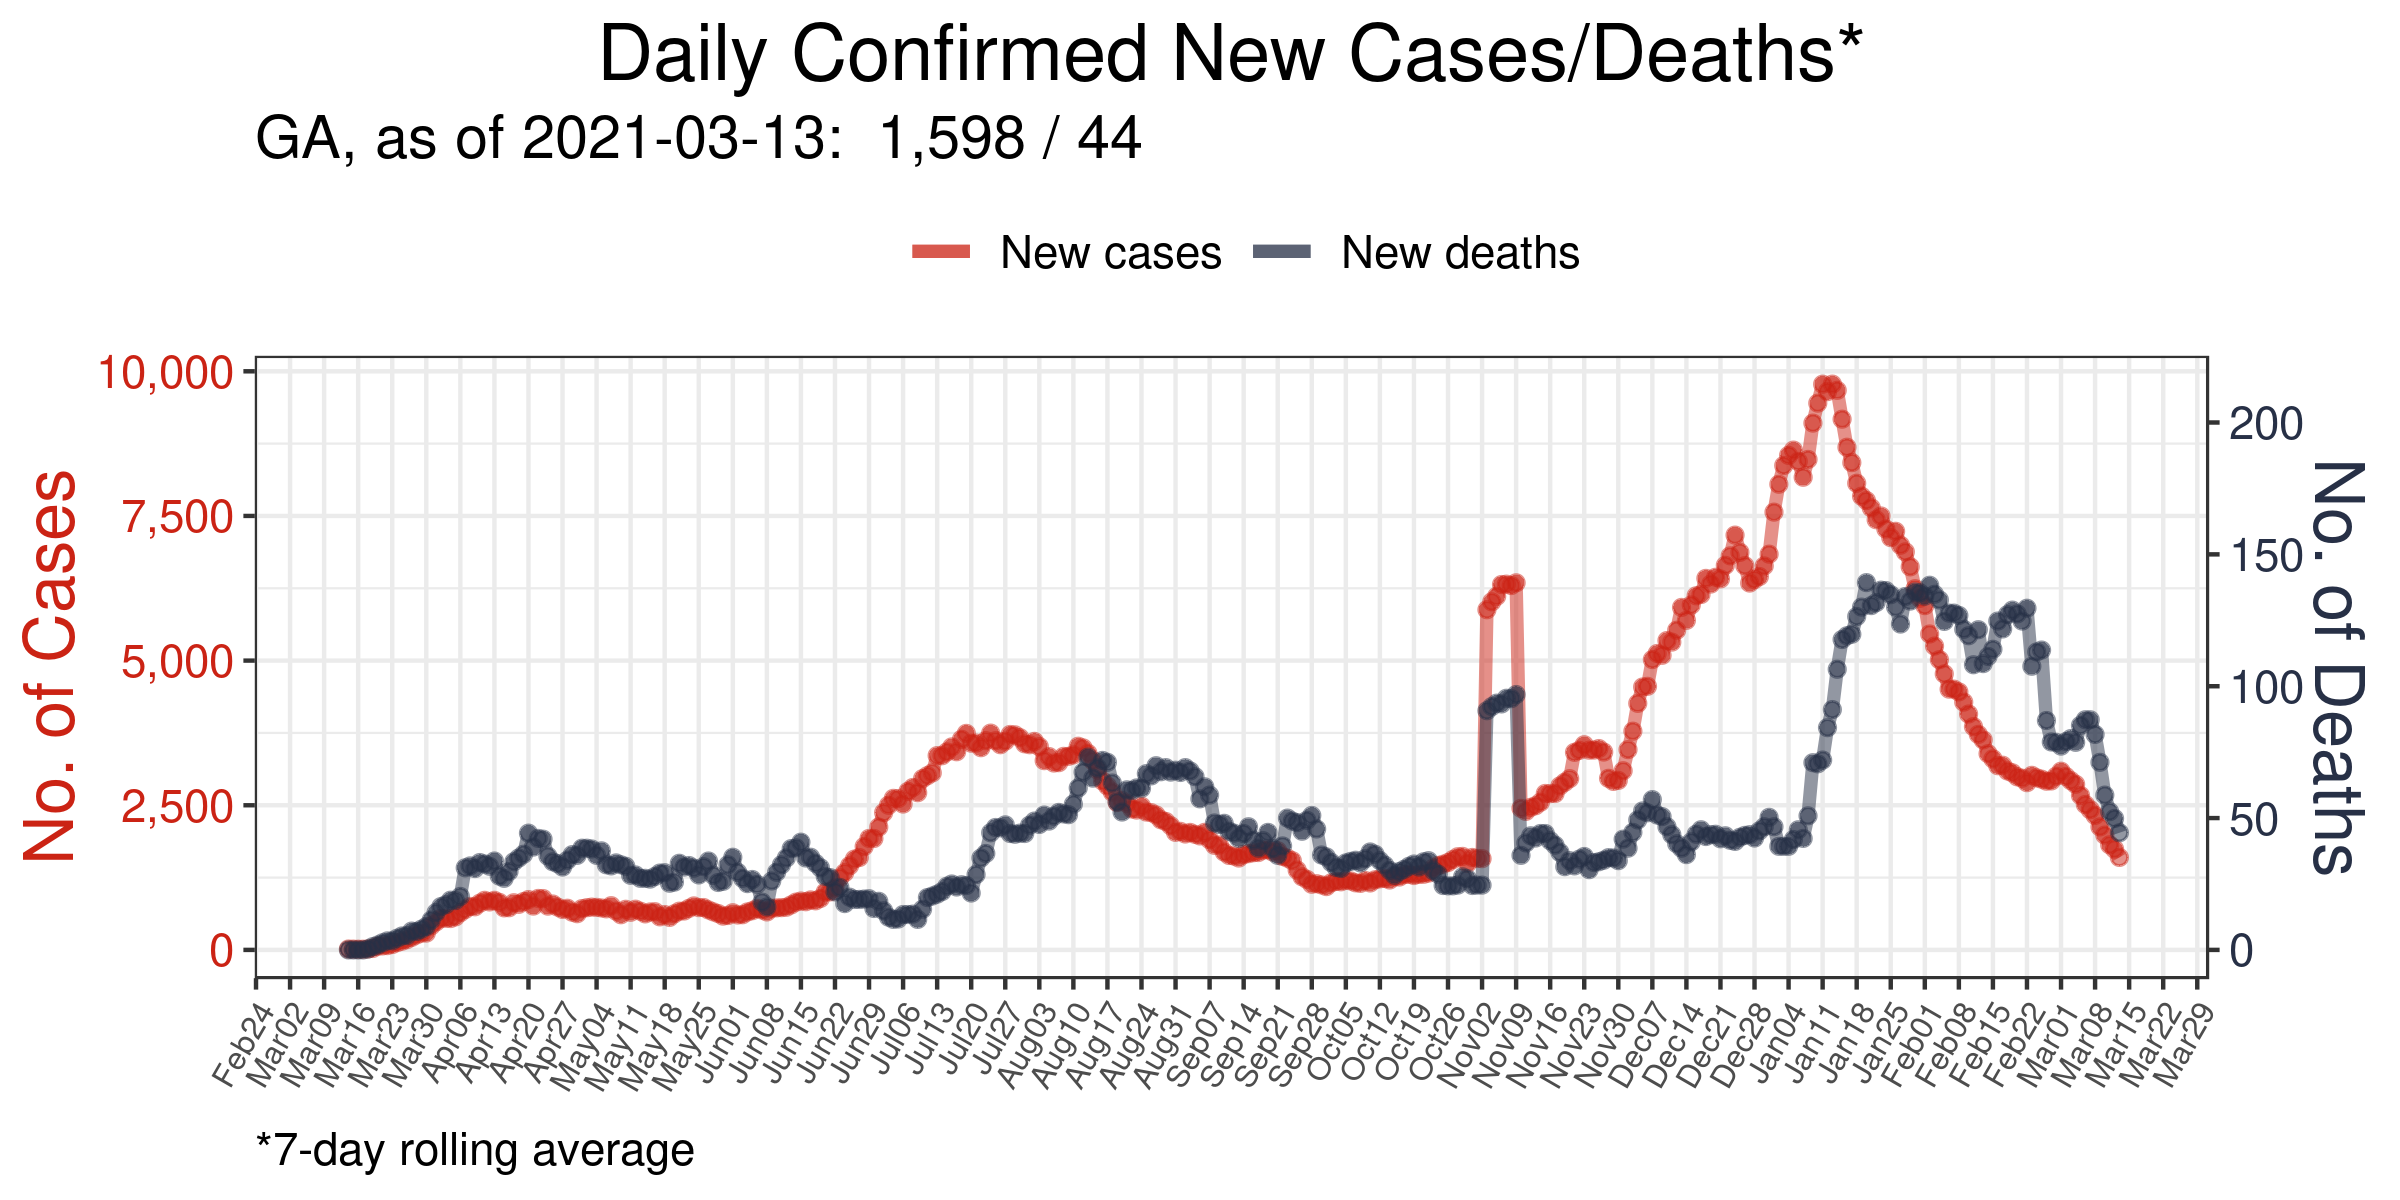 Daily Confirmed New Cases/Deaths*
GA, as of 2021-03-13:  1,598 / 44
New cases
New deaths
No. of Cases
10,000
7,500
5,000
2,500
0
200
150
100
50
0
No. of Deaths
Feb24
Mar02
Mar09
Mar16
Mar23
Mar30
Apr06
Apr13
Apr20
Apr27
May04
May11
May18
May25
Jun01
Jun08
Jun15
Jun22
Jun29
Jul06
Jul13
Jul20
Jul27
Aug03
Aug10
Aug17
Aug24
Aug31
Sep07
Sep14
Sep21
Sep28
Oct05
Oct12
Oct19
Oct26
Nov02
Nov09
Nov16
Nov23
Nov30
Dec07
Dec14
Dec21
Dec28
Jan04
Jan11
Jan18
Jan25
Feb01
Feb08
Feb15
Feb22
Mar01
Mar08
Mar15
Mar22
Mar29
*7-day rolling average